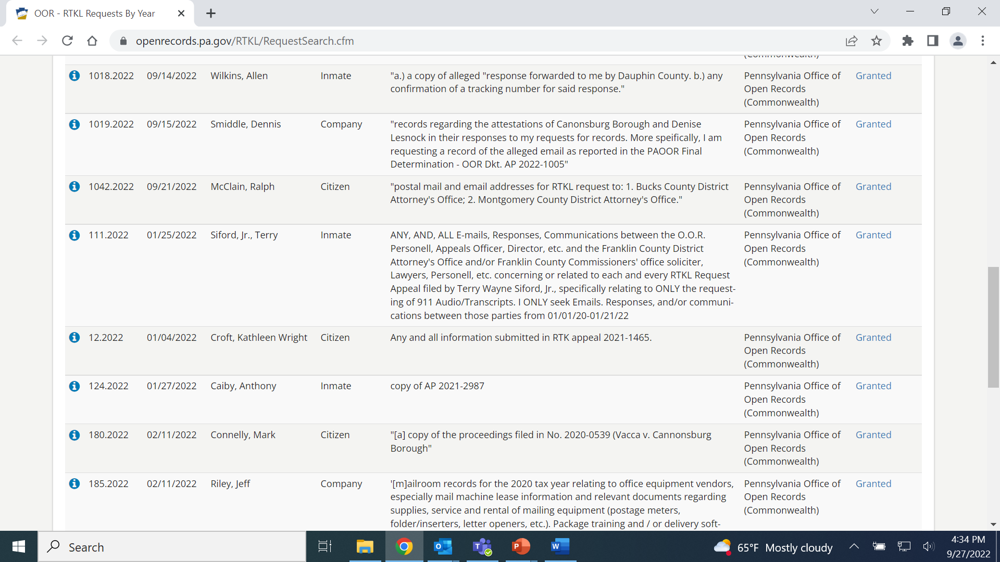 OOR - RTKL Requests By Year
openrecords.pa.gov/RTKL/RequestSearch.cfm
(Commonwealth)
1018.2022 09/14/2022 Wilkins, Allen Inmate "a.) a copy of alleged "response forwarded to me by Dauphin County. b.) any Pennsylvania Office of Granted
confirmation of a tracking number for said response." Open Records
(Commonwealth)
1019.2022 09/15/2022 Smiddle, Dennis Company "records regarding the attestations of Canonsburg Borough and Denise Pennsylvania Office of Granted
Lesnock in their responses to my requests for records. More speifically, I am Open Records
requesting a record of the alleged email as reported in the PAOOR Final (Commonwealth)
Determination - OOR Dkt. AP 2022-1005"
1042.2022 09/21/2022 McClain, Ralph Citizen "postal mail and email addresses for RTKL request to: 1. Bucks County District Pennsylvania Office of Granted
Attorney's Office; 2. Montgomery County District Attorney's Office." Open Records
(Commonwealth)
111.2022 01/25/2022 Siford, Jr., Terry Inmate ANY, AND, ALL E-mails, Responses, Communications between the O.O.R. Pennsylvania Office of Granted
Personell, Appeals Officer, Director, etc. and the Franklin County District Open Records
Attorney's Office and/or Franklin County Commissioners' office soliciter, (Commonwealth)
Lawyers, Personell, etc. concerning or related to each and every RTKL Request
Appeal filed by Terry Wayne Siford, Jr., specifically relating to ONLY the request-
ing of 911 Audio/Transcripts. I ONLY seek Emails. Responses, and/or communi-
cations between those parties from 01/01/20-01/21/22
12.2022 01/04/2022 Croft, Kathleen Wright Citizen Any and all information submitted in RTK appeal 2021-1465. Pennsylvania Office of Granted
Open Records
(Commonwealth)
124.2022 01/27/2022 Caiby, Anthony Inmate copy of AP 2021-2987 Pennsylvania Office of Granted
Open Records
(Commonwealth)
180.2022 02/11/2022 Connelly, Mark Citizen "[a] copy of the proceedings filed in No. 2020-0539 (Vacca v. Cannonsburg Pennsylvania Office of Granted
Borough" Open Records
(Commonwealth)
185.2022 02/11/2022 Riley, Jeff Company '[m]ailroom records for the 2020 tax year relating to office equipment vendors, Pennsylvania Office of Granted
especially mail machine lease information and relevant documents regarding Open Records
supplies, service and rental of mailing equipment (postage meters, (Commonwealth)
folder/inserters, letter openers, etc.). Package training and / or delivery soft-
Search 65°F Mostly cloudy 4:34 PM
9/27/2022